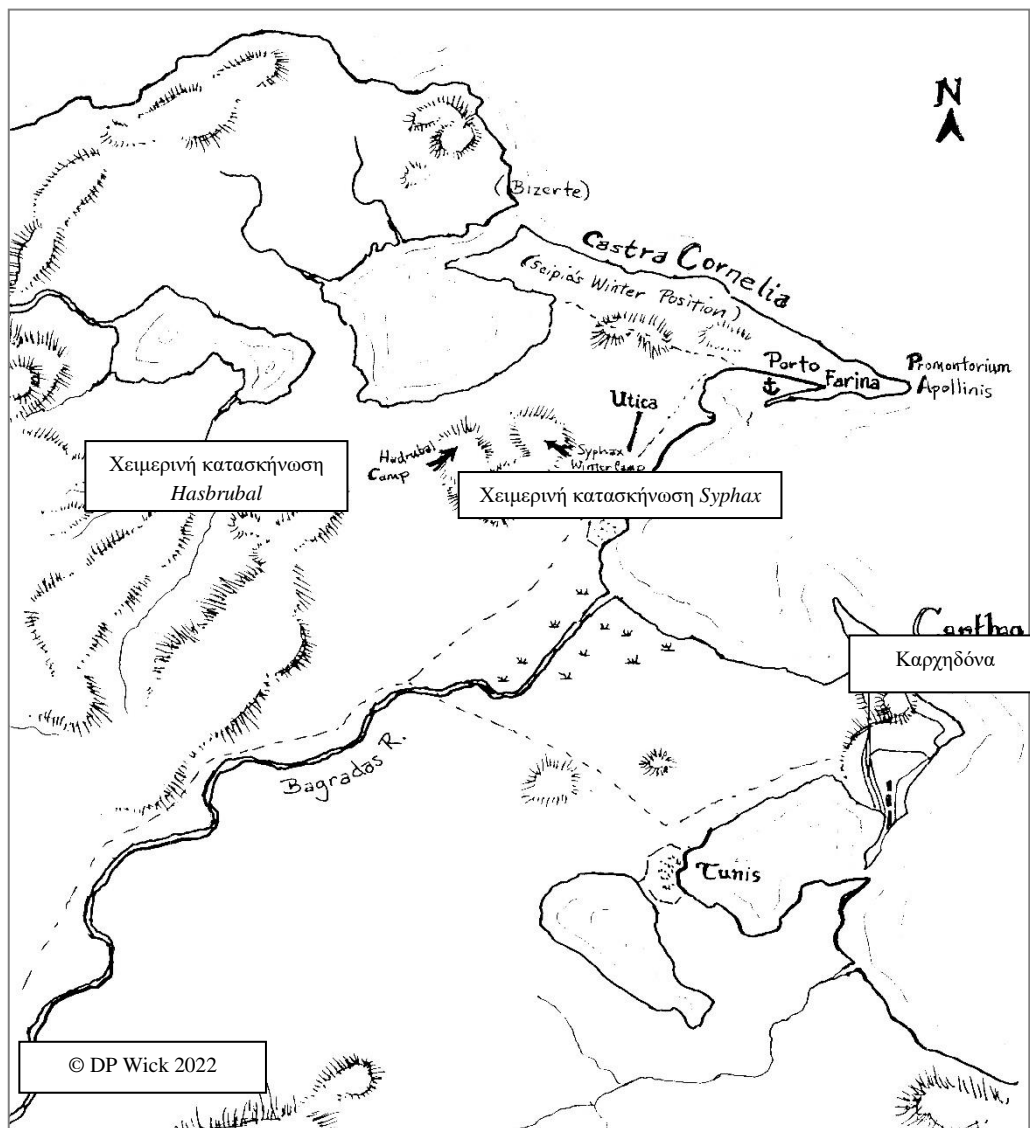 N
(Bizerte)
Castra Cornelia
(Scipio's Winter Position)
Porto
Farina
Promontorium
Apollinis
Utica
Hadrubal
Camp
Syphax
Winter Camp
Χειμερινή κατασκήνωση
Hasbrubal
Χειμερινή κατασκήνωση Syphax
Καρχηδόνα
Bagradas R.
Tunis
© DP Wick 2022